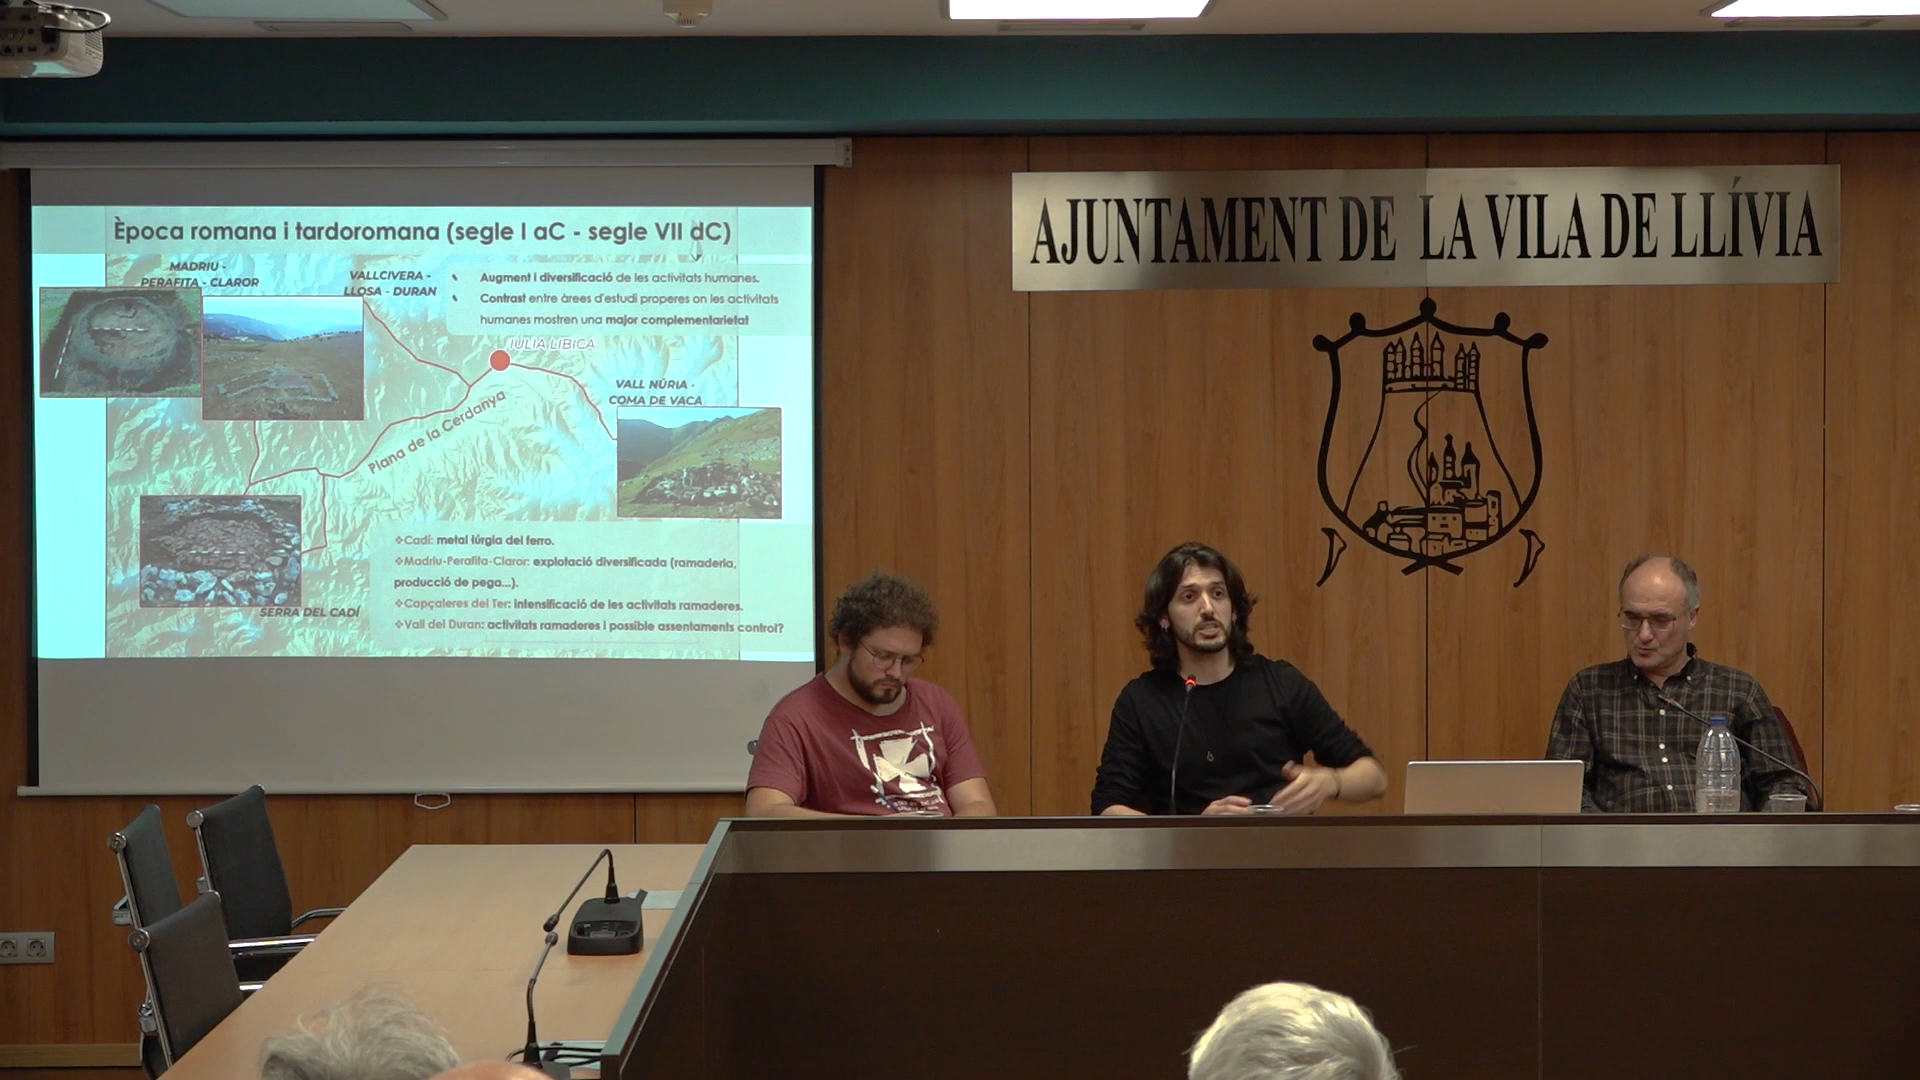 Època romana i tardoromana (segle I aC - segle VII dC)
MADRIU -
PERAFITA - CLAROR
VALLCIVERA -
LLOSA - DURAN
Augment i diversificació de les activitats humanes.
Contrast entre àrees d'estudi properes on les activitats
humanes mostren una major complementarietat
IULIA LIBICA
VALL NÚRIA -
COMA DE VACA
Plana de la Cerdanya
SERRA DEL CADÍ
❖Cadí: metal·lúrgia del ferro.
❖Madriu-Perafita-Claror: explotació diversificada (ramaderia,
producció de pega...).
❖Capçaleres del Ter: intensificació de les activitats ramaderes.
❖Vall del Duran: activitats ramaderes i possible assentaments control?
AJUNTAMENT DE LA VILA DE LLÍVIA